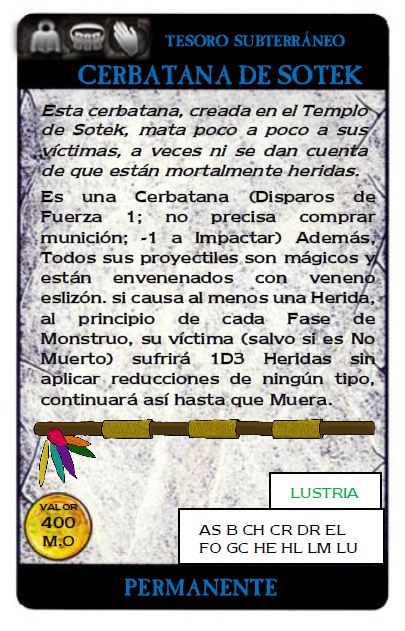 TESORO SUBTERRÁNEO
CERBATANA DE SOTEK
Esta cerbatana, creada en el Templo
de Sotek, mata poco a poco a sus
víctimas, a veces ni se dan cuenta
de que están mortalmente heridas.
Es una Cerbatana (Disparos de
Fuerza 1; no precisa comprar
munición; -1 a Impactar) Además,
Todos sus proyectiles son mágicos y
están envenenados con veneno
eslizón. si causa al menos una Herida,
al principio de cada Fase de
Monstruo, su víctima (salvo si es No
Muerto) sufrirá 1D3 Heridas sin
aplicar reducciones de ningún tipo,
continuará así hasta que Muera.
LUSTRIA
VALOR
400
M.O
AS B CH CR DR EL
FO GC HE HL LM LU
PERMANENTE